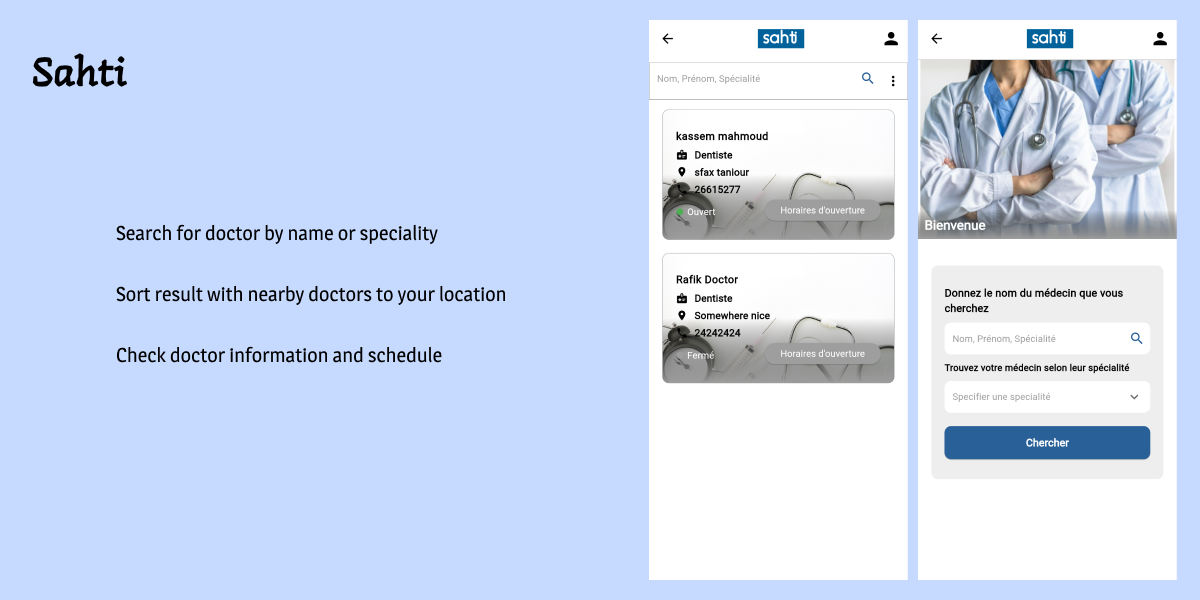 Sahti
Search for doctor by name or speciality
Sort result with nearby doctors to your location
Check doctor information and schedule
sahti
Nom, Prénom, Spécialité
kassem mahmoud
Dentiste
sfax taniour
26615277
Ouvert
Horaires d'ouverture
Rafik Doctor
Dentiste
Somewhere nice
24242424
Fermé
Horaires d'ouverture
sahti
Bienvenue
Donnez le nom du médecin que vous
cherchez
Nom, Prénom, Spécialité
Trouvez votre médecin selon leur spécialité
Specifier une specialité
Chercher